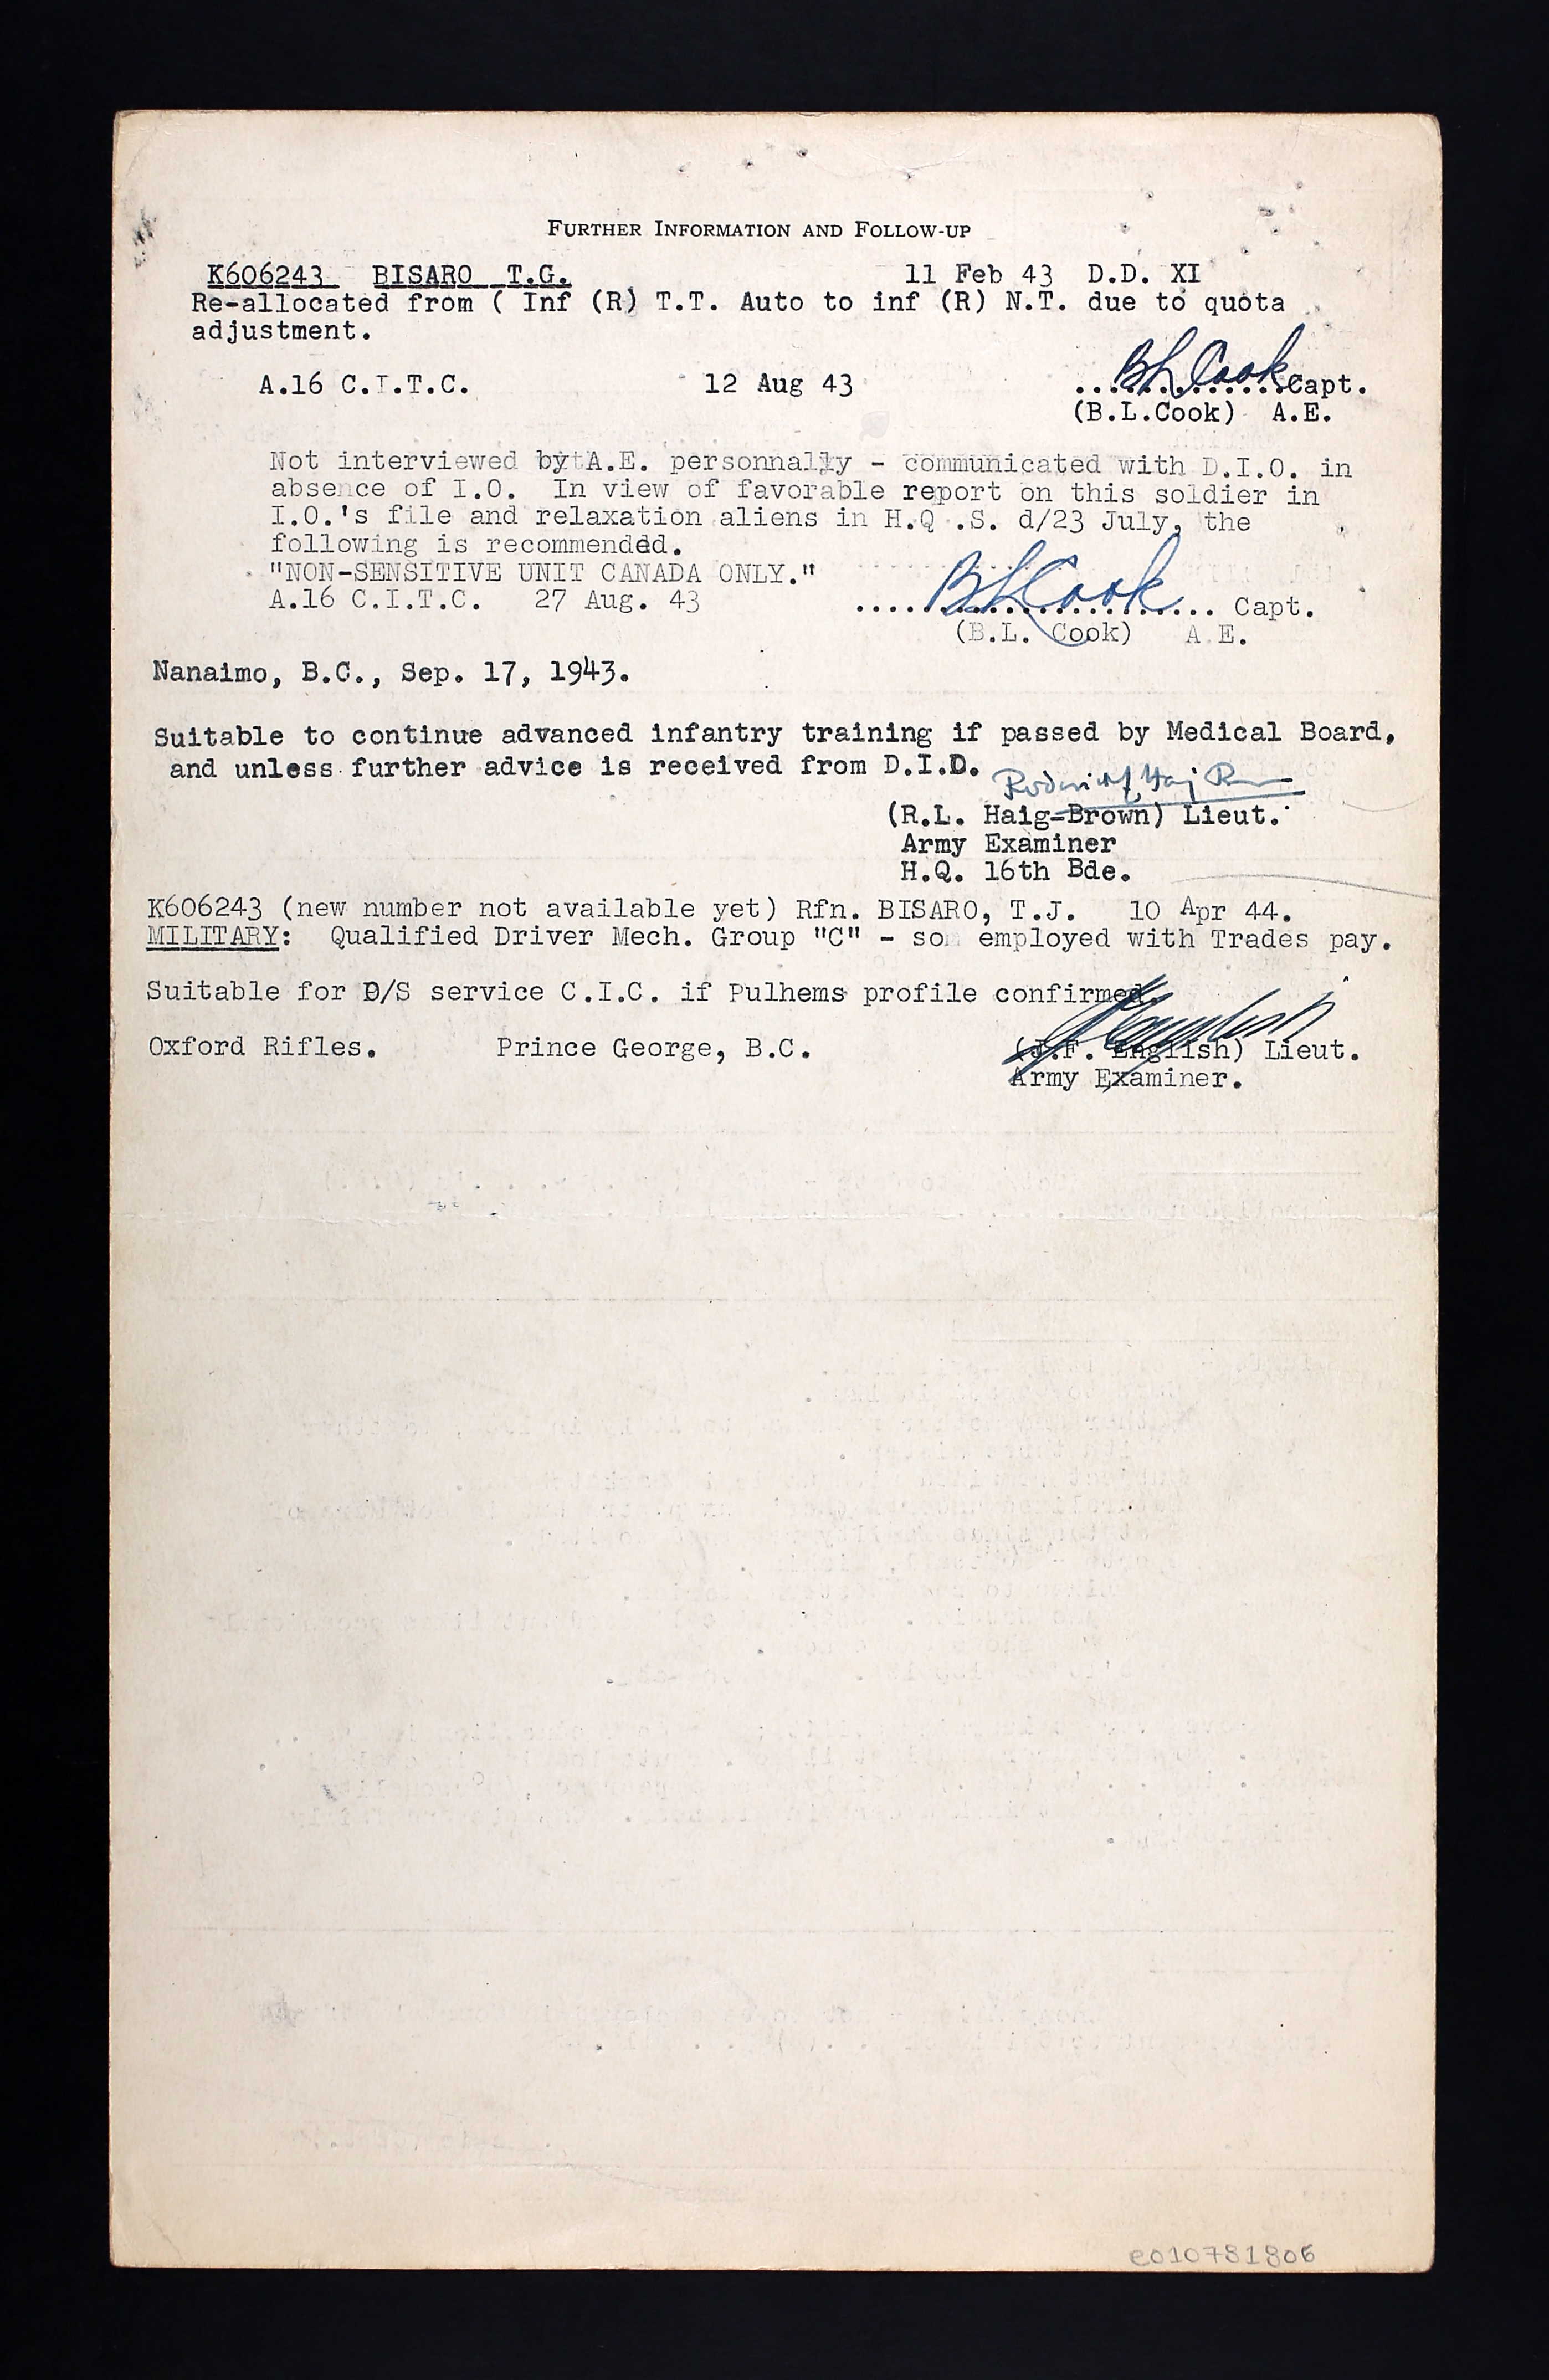 FURTHER INFORMATION AND FOLLOW-UP
K606243 BISARO T.G. 11 Feb 43 D.D. XI
Re-allocated from ( Inf (R) T.T. Auto to inf (R) N.T. due to quota
adjustment.
BLCook
A.16 C.I.T.C. 12 Aug 43 ..............Capt.
(B.L.Cook) A.E.
Not interviewed by A.E. personnally - communicated with D.I.O. in
absence of I.O. In view of favorable report on this soldier in
I.O.'s file and relaxation aliens in H.Q .S. d/23 July, the
following is recommended.
"NON-SENSITIVE UNIT CANADA ONLY."
BLCook
A.16 C.I.T.C. 27 Aug. 43 ........................ Capt.
(B.L. Cook) A.E.
Nanaimo, B.C., Sep. 17, 1943.
Suitable to continue advanced infantry training if passed by Medical Board,
and unless further advice is received from D.I.D.
(R.L. Haig-Brown) Lieut.
Army Examiner
H.Q. 16th Bde.
K606243 (new number not available yet) Rfn. BISARO, T.J. 10 Apr 44.
MILITARY: Qualified Driver Mech. Group "C" - so employed with Trades pay.
Suitable for O/S service C.I.C. if Pulhems profile confirmed.
Oxford Rifles. Prince George, B.C. (J.F. English) Lieut.
Army Examiner.
e010781806